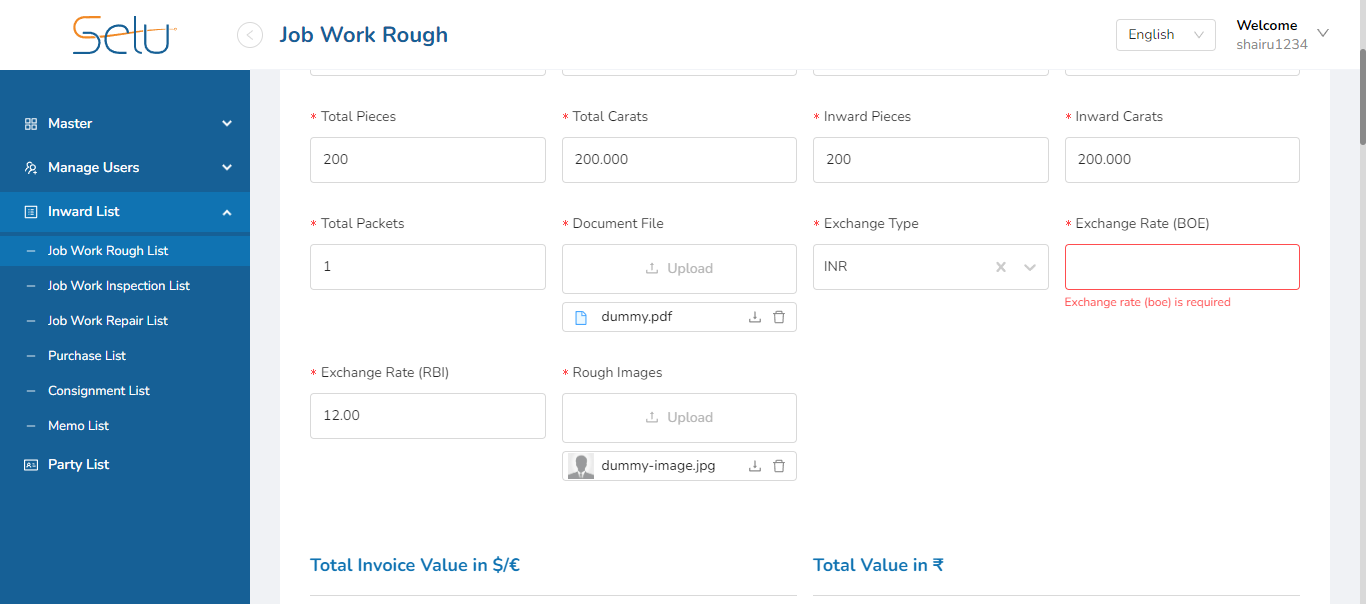 Selu
Job Work Rough
English
Welcome
shairu1234
Master
Manage Users
Inward List
Job Work Rough List
Job Work Inspection List
Job Work Repair List
Purchase List
Consignment List
Memo List
Party List
* Total Pieces
* Total Carats
* Inward Pieces
* Inward Carats
200
200.000
200
200.000
* Total Packets
* Document File
* Exchange Type
* Exchange Rate (BOE)
1
Upload
INR
dummy.pdf
Exchange rate (boe) is required
* Exchange Rate (RBI)
* Rough Images
12.00
Upload
dummy-image.jpg
Total Invoice Value in $/€
Total Value in ₹